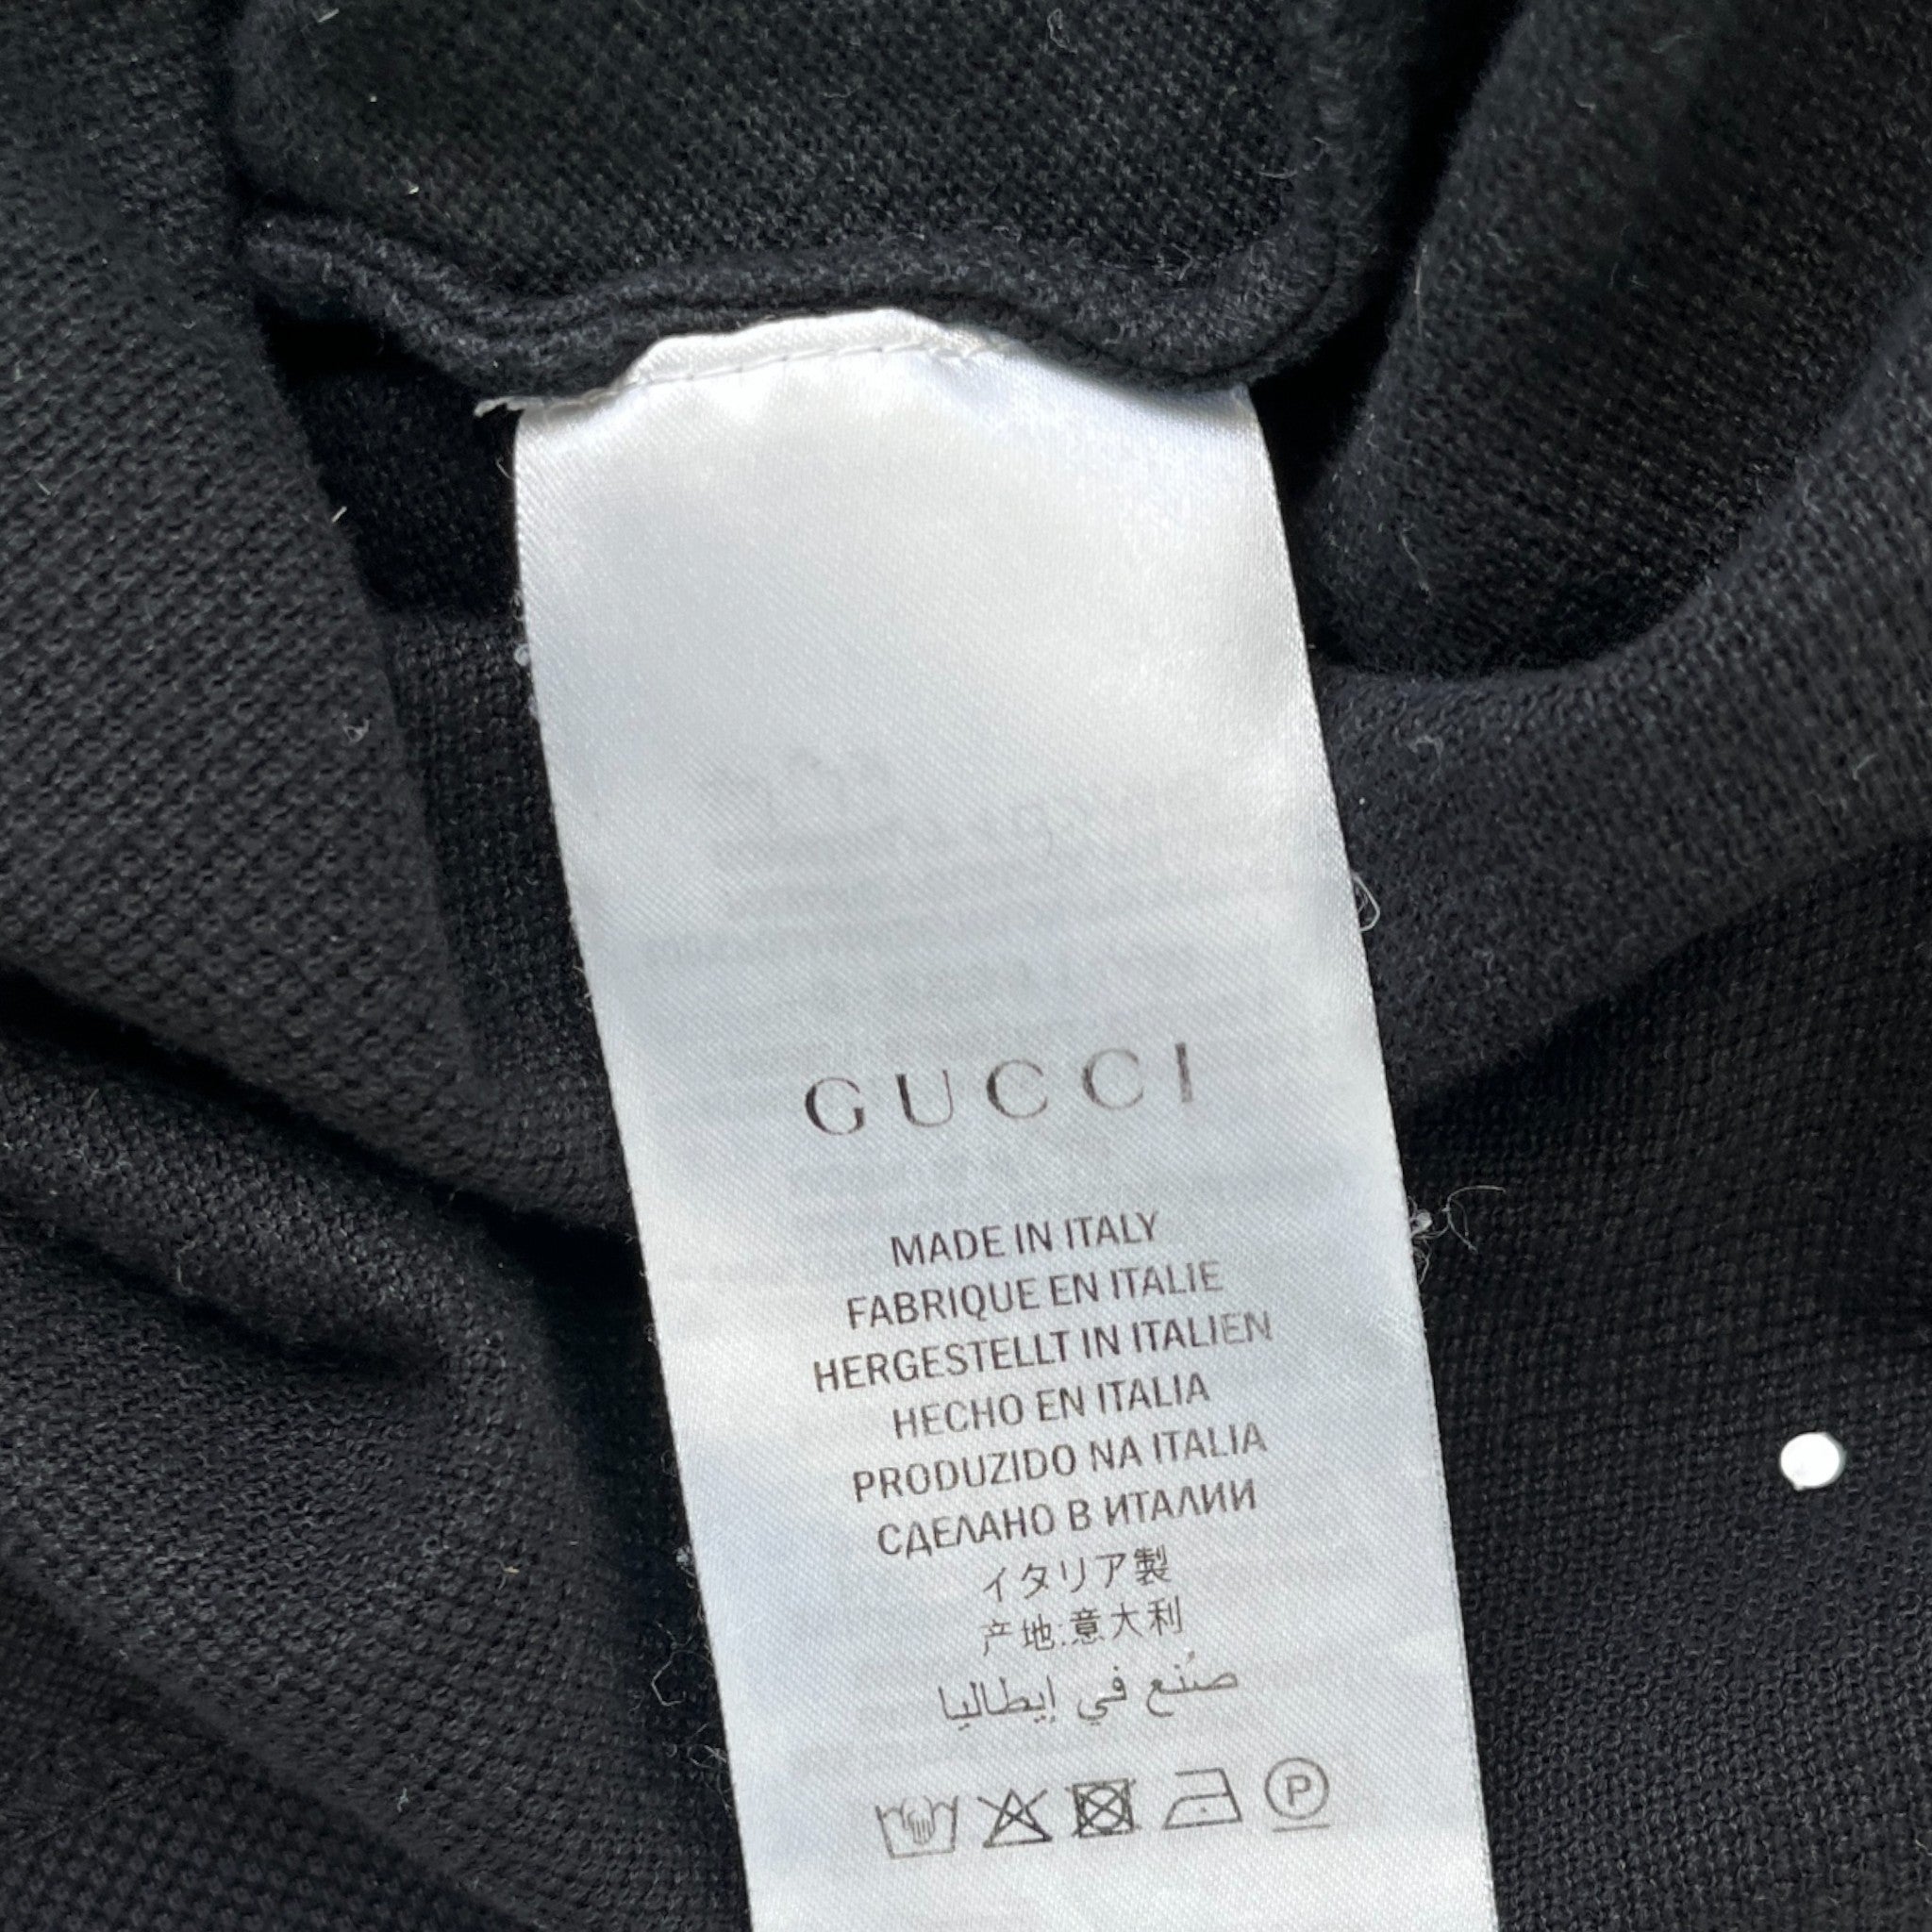 GUCCI
MADE IN ITALY
FABRIQUE EN ITALIE
HERGESTELLT IN ITALIEN
HECHO EN ITALIA
PRODUZIDO NA ITALIA
СДЕЛАНО В ИТАЛИИ
イタリア製
产地:意大利
صُنع في إيطاليا
P